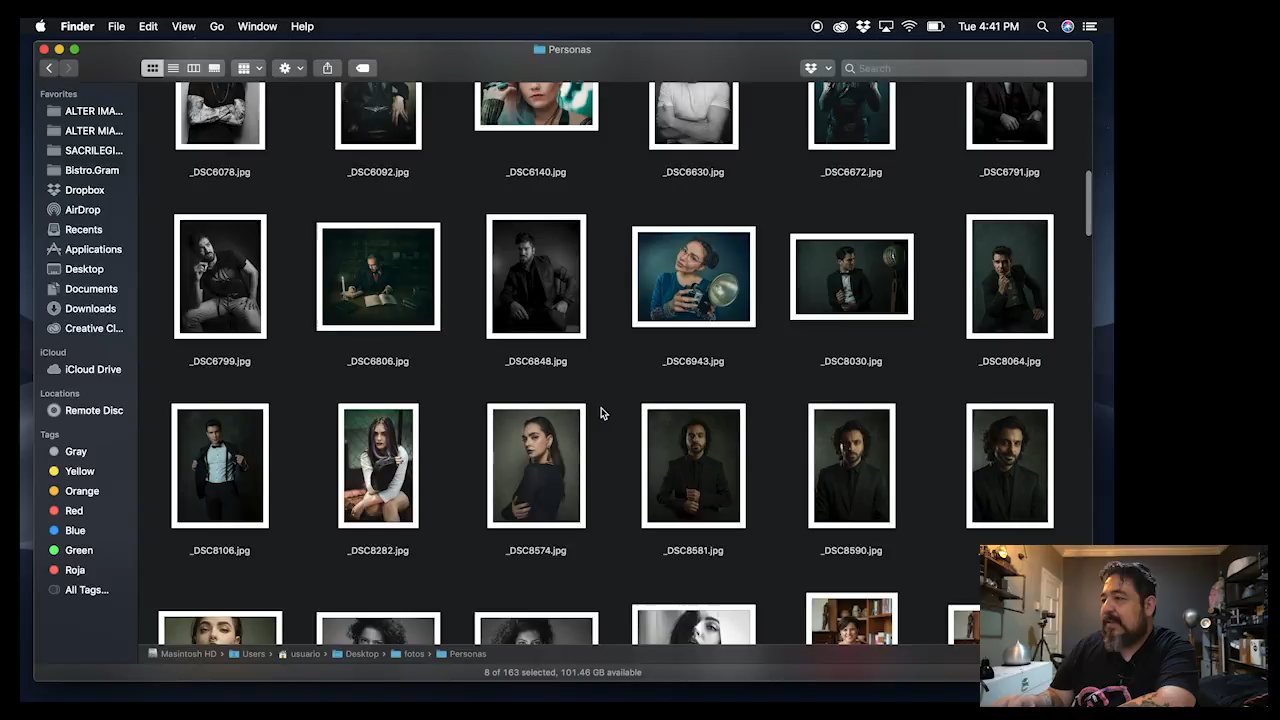 Finder File Edit View Go Window Help Tue 4:41 PM
Personas
Search
Favorites
ALTER IMA...
ALTER MIA...
SACRILEGI...
Bistro.Gram
Dropbox
AirDrop
Recents
Applications
Desktop
Documents
Downloads
Creative Cl...
iCloud
iCloud Drive
Locations
Remote Disc
Tags
Gray
Yellow
Orange
Red
Blue
Green
Roja
All Tags...
_DSC6078.jpg _DSC6092.jpg _DSC6140.jpg _DSC6630.jpg _DSC6672.jpg _DSC6791.jpg
_DSC6799.jpg _DSC6806.jpg _DSC6848.jpg _DSC6943.jpg _DSC8030.jpg _DSC8064.jpg
_DSC8106.jpg _DSC8282.jpg _DSC8574.jpg _DSC8581.jpg _DSC8590.jpg
Masintosh HD › Users › usuario › Desktop › fotos › Personas
8 of 163 selected, 101.46 GB available